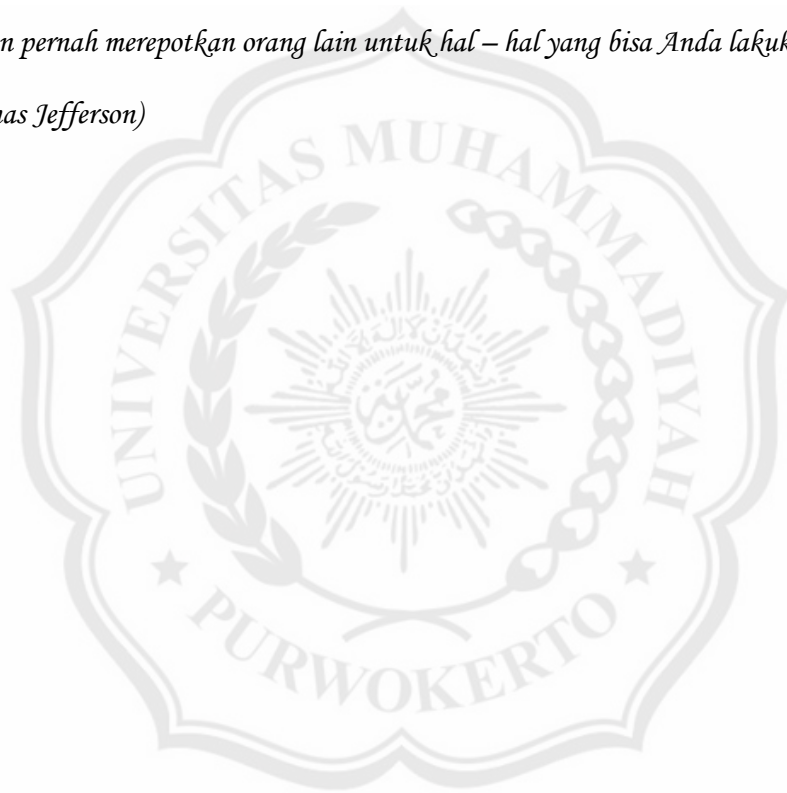 n pernah merepotkan orang lain untuk hal – hal yang bisa Anda lakuk
as Jefferson)
UNIVERSITAS MUHAMMADIYAH
PURWOKERTO